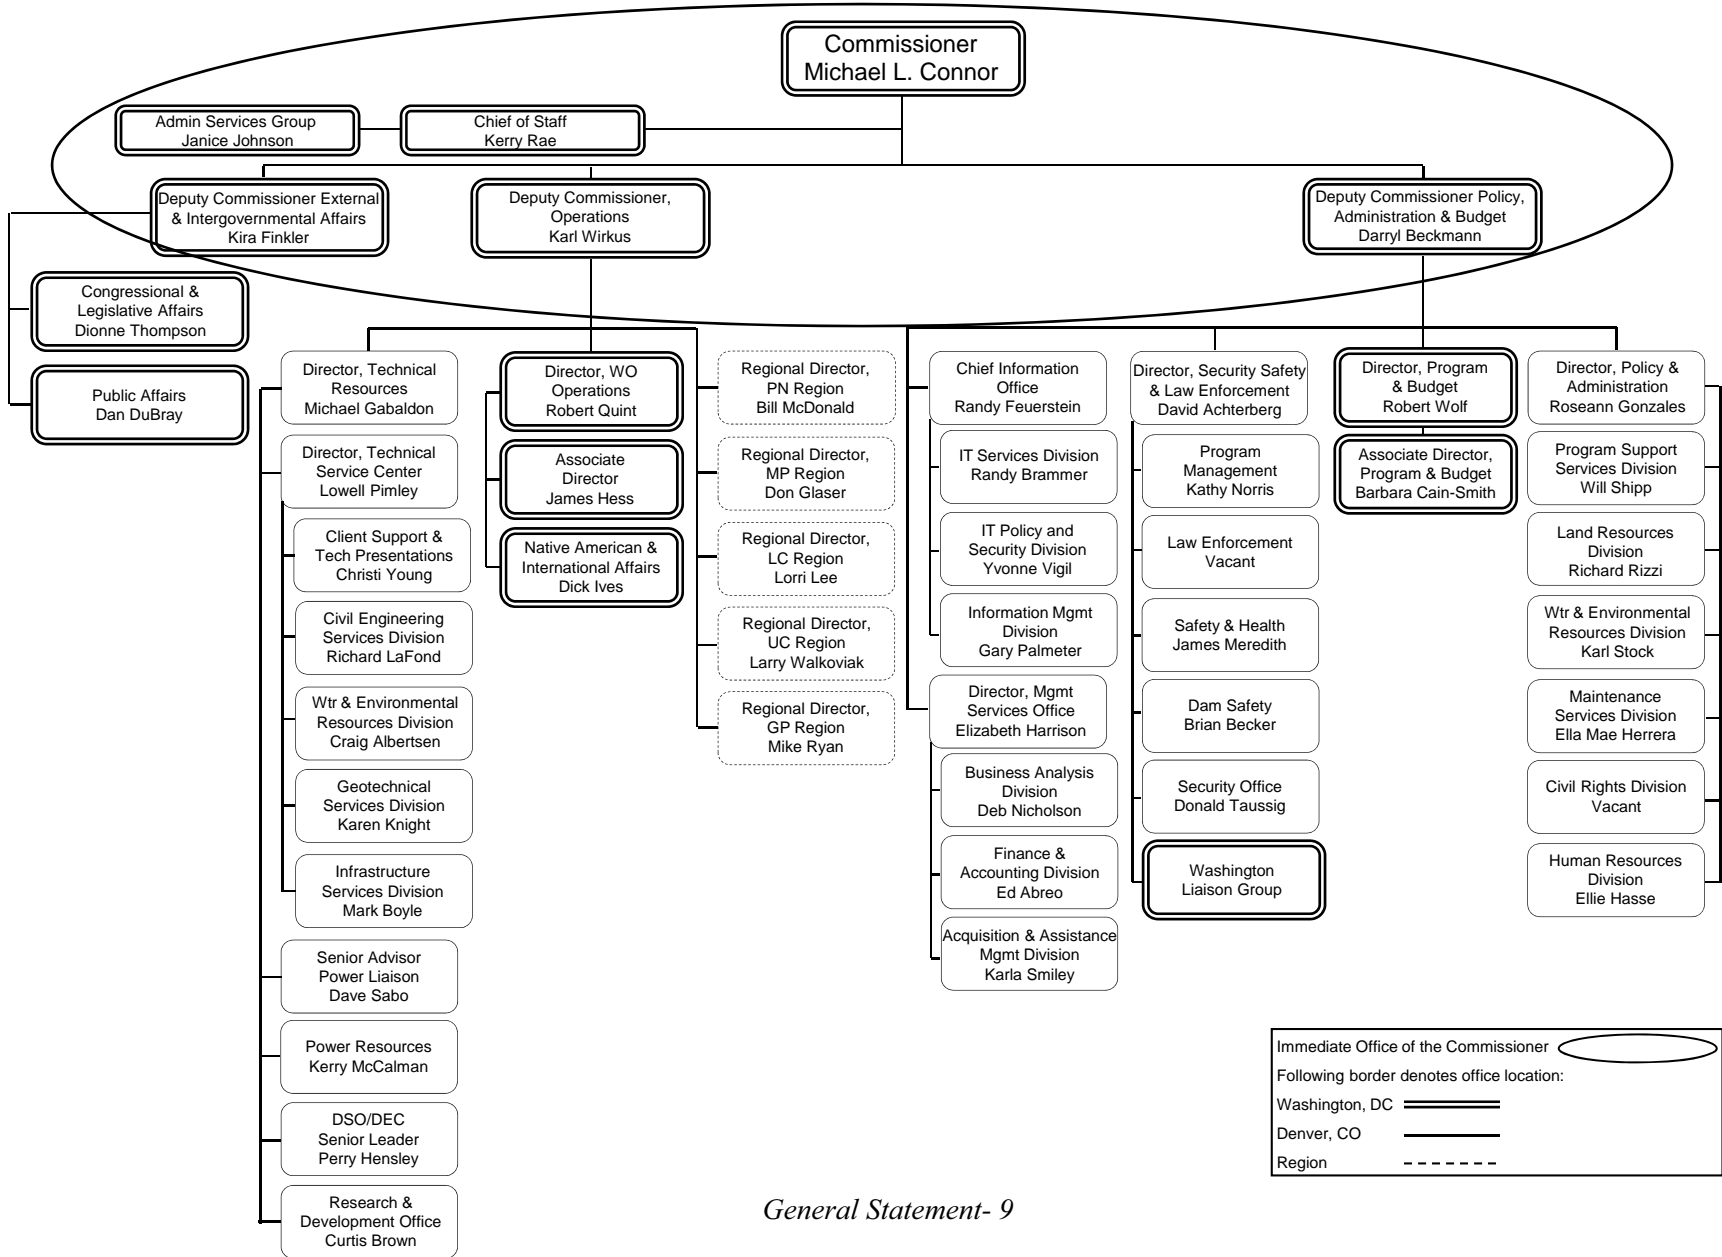 Commissioner
Michael L. Connor
Admin Services Group
Janice Johnson
Chief of Staff
Kerry Rae
Deputy Commissioner External
& Intergovernmental Affairs
Kira Finkler
Deputy Commissioner,
Operations
Karl Wirkus
Deputy Commissioner Policy,
Administration & Budget
Darryl Beckmann
Congressional &
Legislative Affairs
Dionne Thompson
Public Affairs
Dan DuBray
Director, Technical
Resources
Michael Gabaldon
Director, Technical
Service Center
Lowell Pimley
Client Support &
Tech Presentations
Christi Young
Civil Engineering
Services Division
Richard LaFond
Wtr & Environmental
Resources Division
Craig Albertsen
Geotechnical
Services Division
Karen Knight
Infrastructure
Services Division
Mark Boyle
Senior Advisor
Power Liaison
Dave Sabo
Power Resources
Kerry McCalman
DSO/DEC
Senior Leader
Perry Hensley
Research &
Development Office
Curtis Brown
Director, WO
Operations
Robert Quint
Associate
Director
James Hess
Native American &
International Affairs
Dick Ives
Regional Director,
PN Region
Bill McDonald
Regional Director,
MP Region
Don Glaser
Regional Director,
LC Region
Lorri Lee
Regional Director,
UC Region
Larry Walkoviak
Regional Director,
GP Region
Mike Ryan
Chief Information
Office
Randy Feuerstein
IT Services Division
Randy Brammer
IT Policy and
Security Division
Yvonne Vigil
Information Mgmt
Division
Gary Palmeter
Director, Mgmt
Services Office
Elizabeth Harrison
Business Analysis
Division
Deb Nicholson
Finance &
Accounting Division
Ed Abreo
Acquisition & Assistance
Mgmt Division
Karla Smiley
Director, Security Safety
& Law Enforcement
David Achterberg
Program
Management
Kathy Norris
Law Enforcement
Vacant
Safety & Health
James Meredith
Dam Safety
Brian Becker
Security Office
Donald Taussig
Washington
Liaison Group
Director, Program
& Budget
Robert Wolf
Associate Director,
Program & Budget
Barbara Cain-Smith
Director, Policy &
Administration
Roseann Gonzales
Program Support
Services Division
Will Shipp
Land Resources
Division
Richard Rizzi
Wtr & Environmental
Resources Division
Karl Stock
Maintenance
Services Division
Ella Mae Herrera
Civil Rights Division
Vacant
Human Resources
Division
Ellie Hasse
Immediate Office of the Commissioner
Following border denotes office location:
Washington, DC
Denver, CO
Region
General Statement- 9